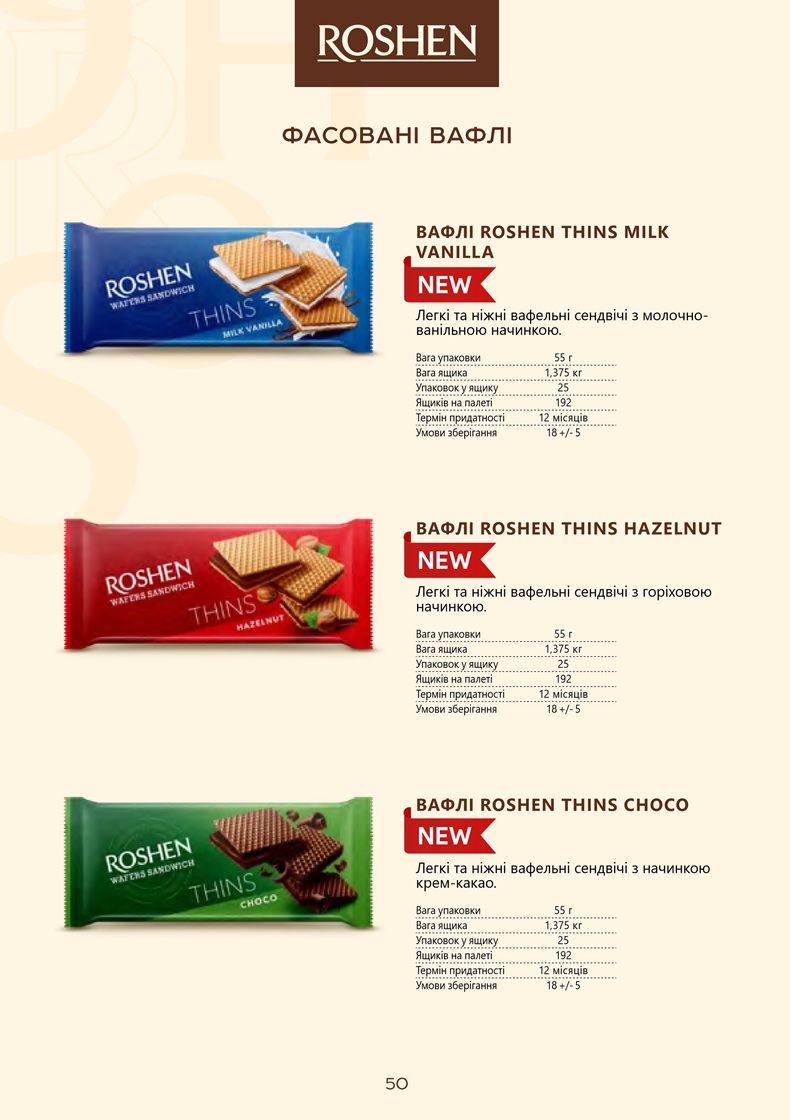 ROSHEN
ФАСОВАНІ ВАФЛІ
ROSHEN
WAFERS SANDWICH
THINS
MILK VANILLA
ВАФЛІ ROSHEN THINS MILK
VANILLA
NEW
Легкі та ніжні вафельні сендвічі з молочно-
ванільною начинкою.
Вага упаковки 55 г
Вага ящика 1,375 кг
Упаковок у ящику 25
Ящиків на палеті 192
Термін придатності 12 місяців
Умови зберігання 18 +/- 5
ROSHEN
WAFERS SANDWICH
THINS
HAZELNUT
ВАФЛІ ROSHEN THINS HAZELNUT
NEW
Легкі та ніжні вафельні сендвічі з горіховою
начинкою.
Вага упаковки 55 г
Вага ящика 1,375 кг
Упаковок у ящику 25
Ящиків на палеті 192
Термін придатності 12 місяців
Умови зберігання 18 +/- 5
ROSHEN
WAFERS SANDWICH
THINS
CHOCO
ВАФЛІ ROSHEN THINS CHOCO
NEW
Легкі та ніжні вафельні сендвічі з начинкою
крем-какао.
Вага упаковки 55 г
Вага ящика 1,375 кг
Упаковок у ящику 25
Ящиків на палеті 192
Термін придатності 12 місяців
Умови зберігання 18 +/- 5
50